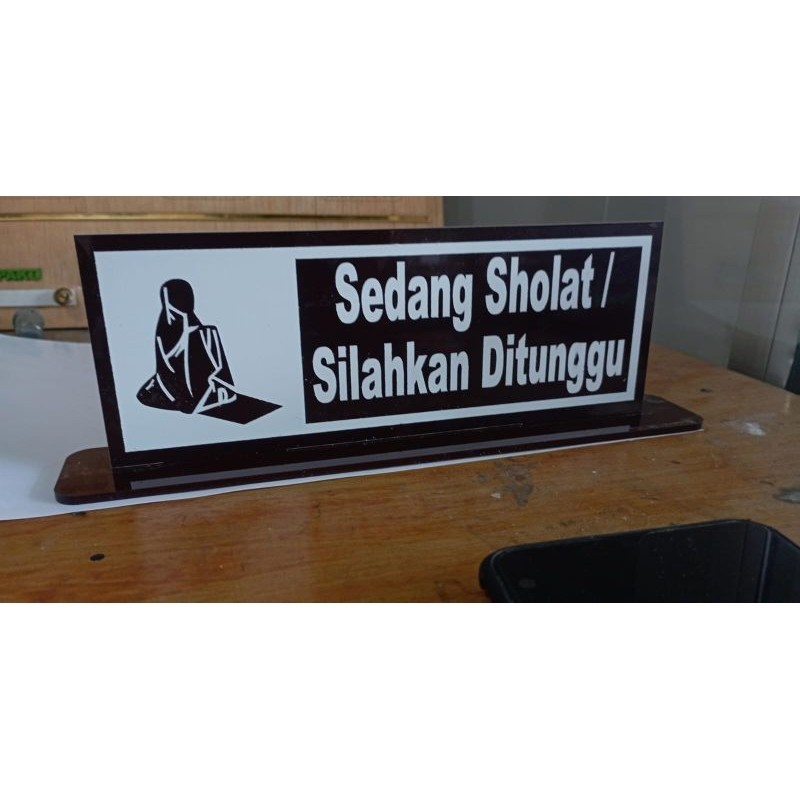 Sedang Sholat /
Silahkan Ditunggu